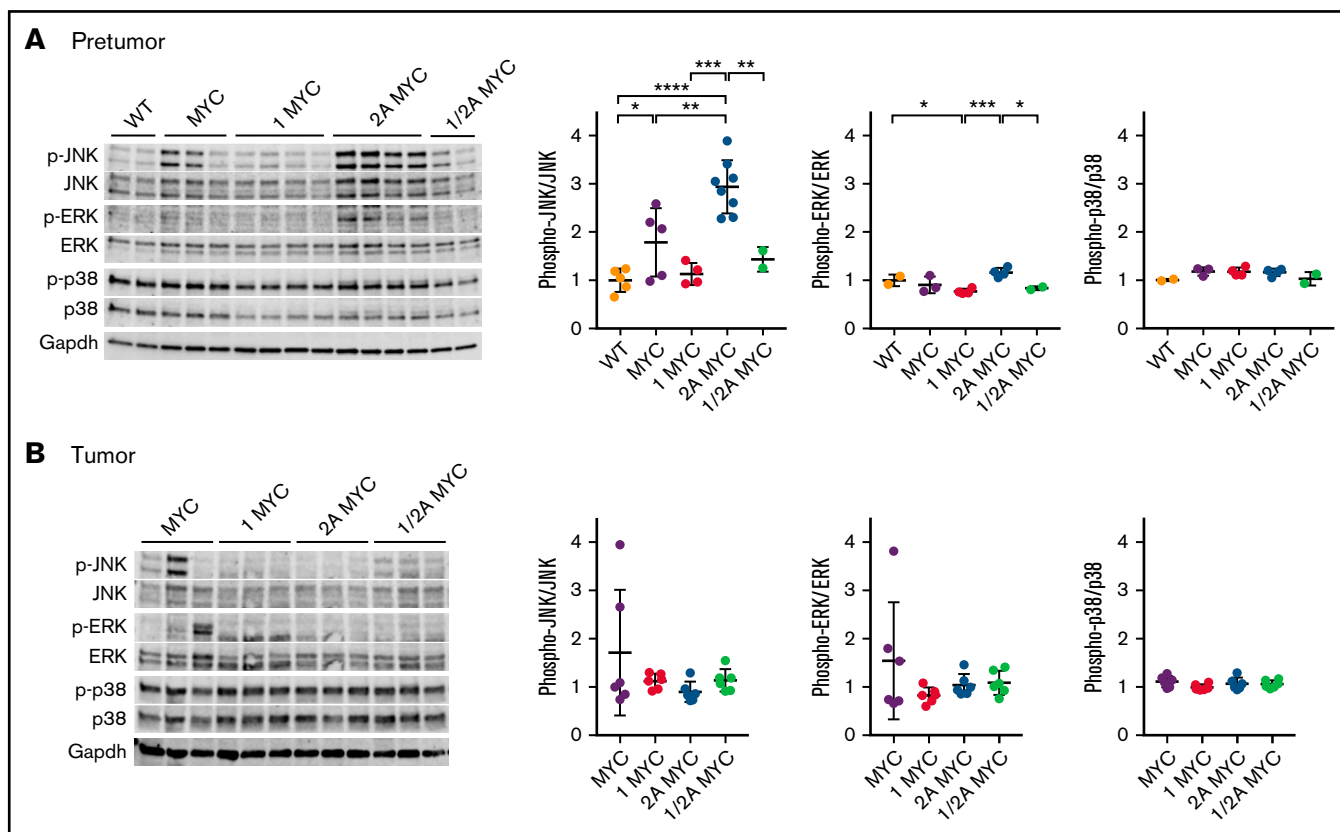 A Pretumor
WT MYC 1 MYC 2A MYC 1/2A MYC
p-JNK
JNK
p-ERK
ERK
p-p38
p38
Gapdh
*** **
****
* **
Phospho-JNK/JNK
4
3
2
1
0
WT MYC 1 MYC 2A MYC 1/2A MYC
* *** *
Phospho-ERK/ERK
4
3
2
1
0
WT MYC 1 MYC 2A MYC 1/2A MYC
Phospho-p38/p38
4
3
2
1
0
WT MYC 1 MYC 2A MYC 1/2A MYC
B Tumor
MYC 1 MYC 2A MYC 1/2A MYC
p-JNK
JNK
p-ERK
ERK
p-p38
p38
Gapdh
Phospho-JNK/JNK
4
3
2
1
0
MYC 1 MYC 2A MYC 1/2A MYC
Phospho-ERK/ERK
4
3
2
1
0
MYC 1 MYC 2A MYC 1/2A MYC
Phospho-p38/p38
4
3
2
1
0
MYC 1 MYC 2A MYC 1/2A MYC